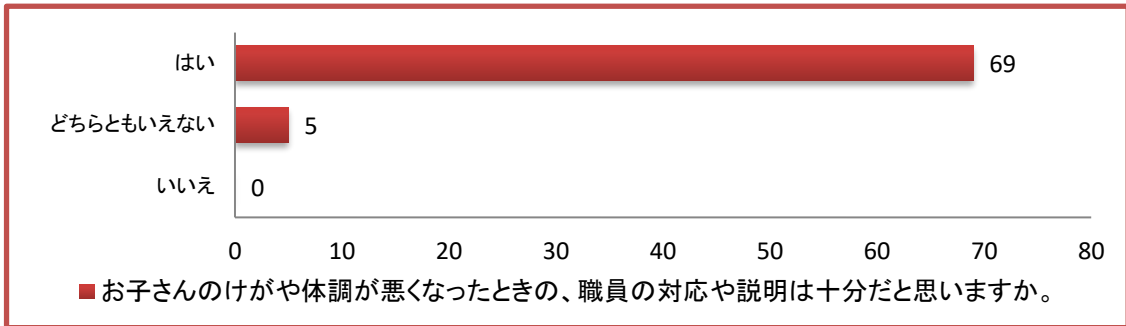 はい 69
どちらともいえない 5
いいえ 0
0 10 20 30 40 50 60 70 80
お子さんのけがや体調が悪くなったときの、職員の対応や説明は十分だと思いますか。